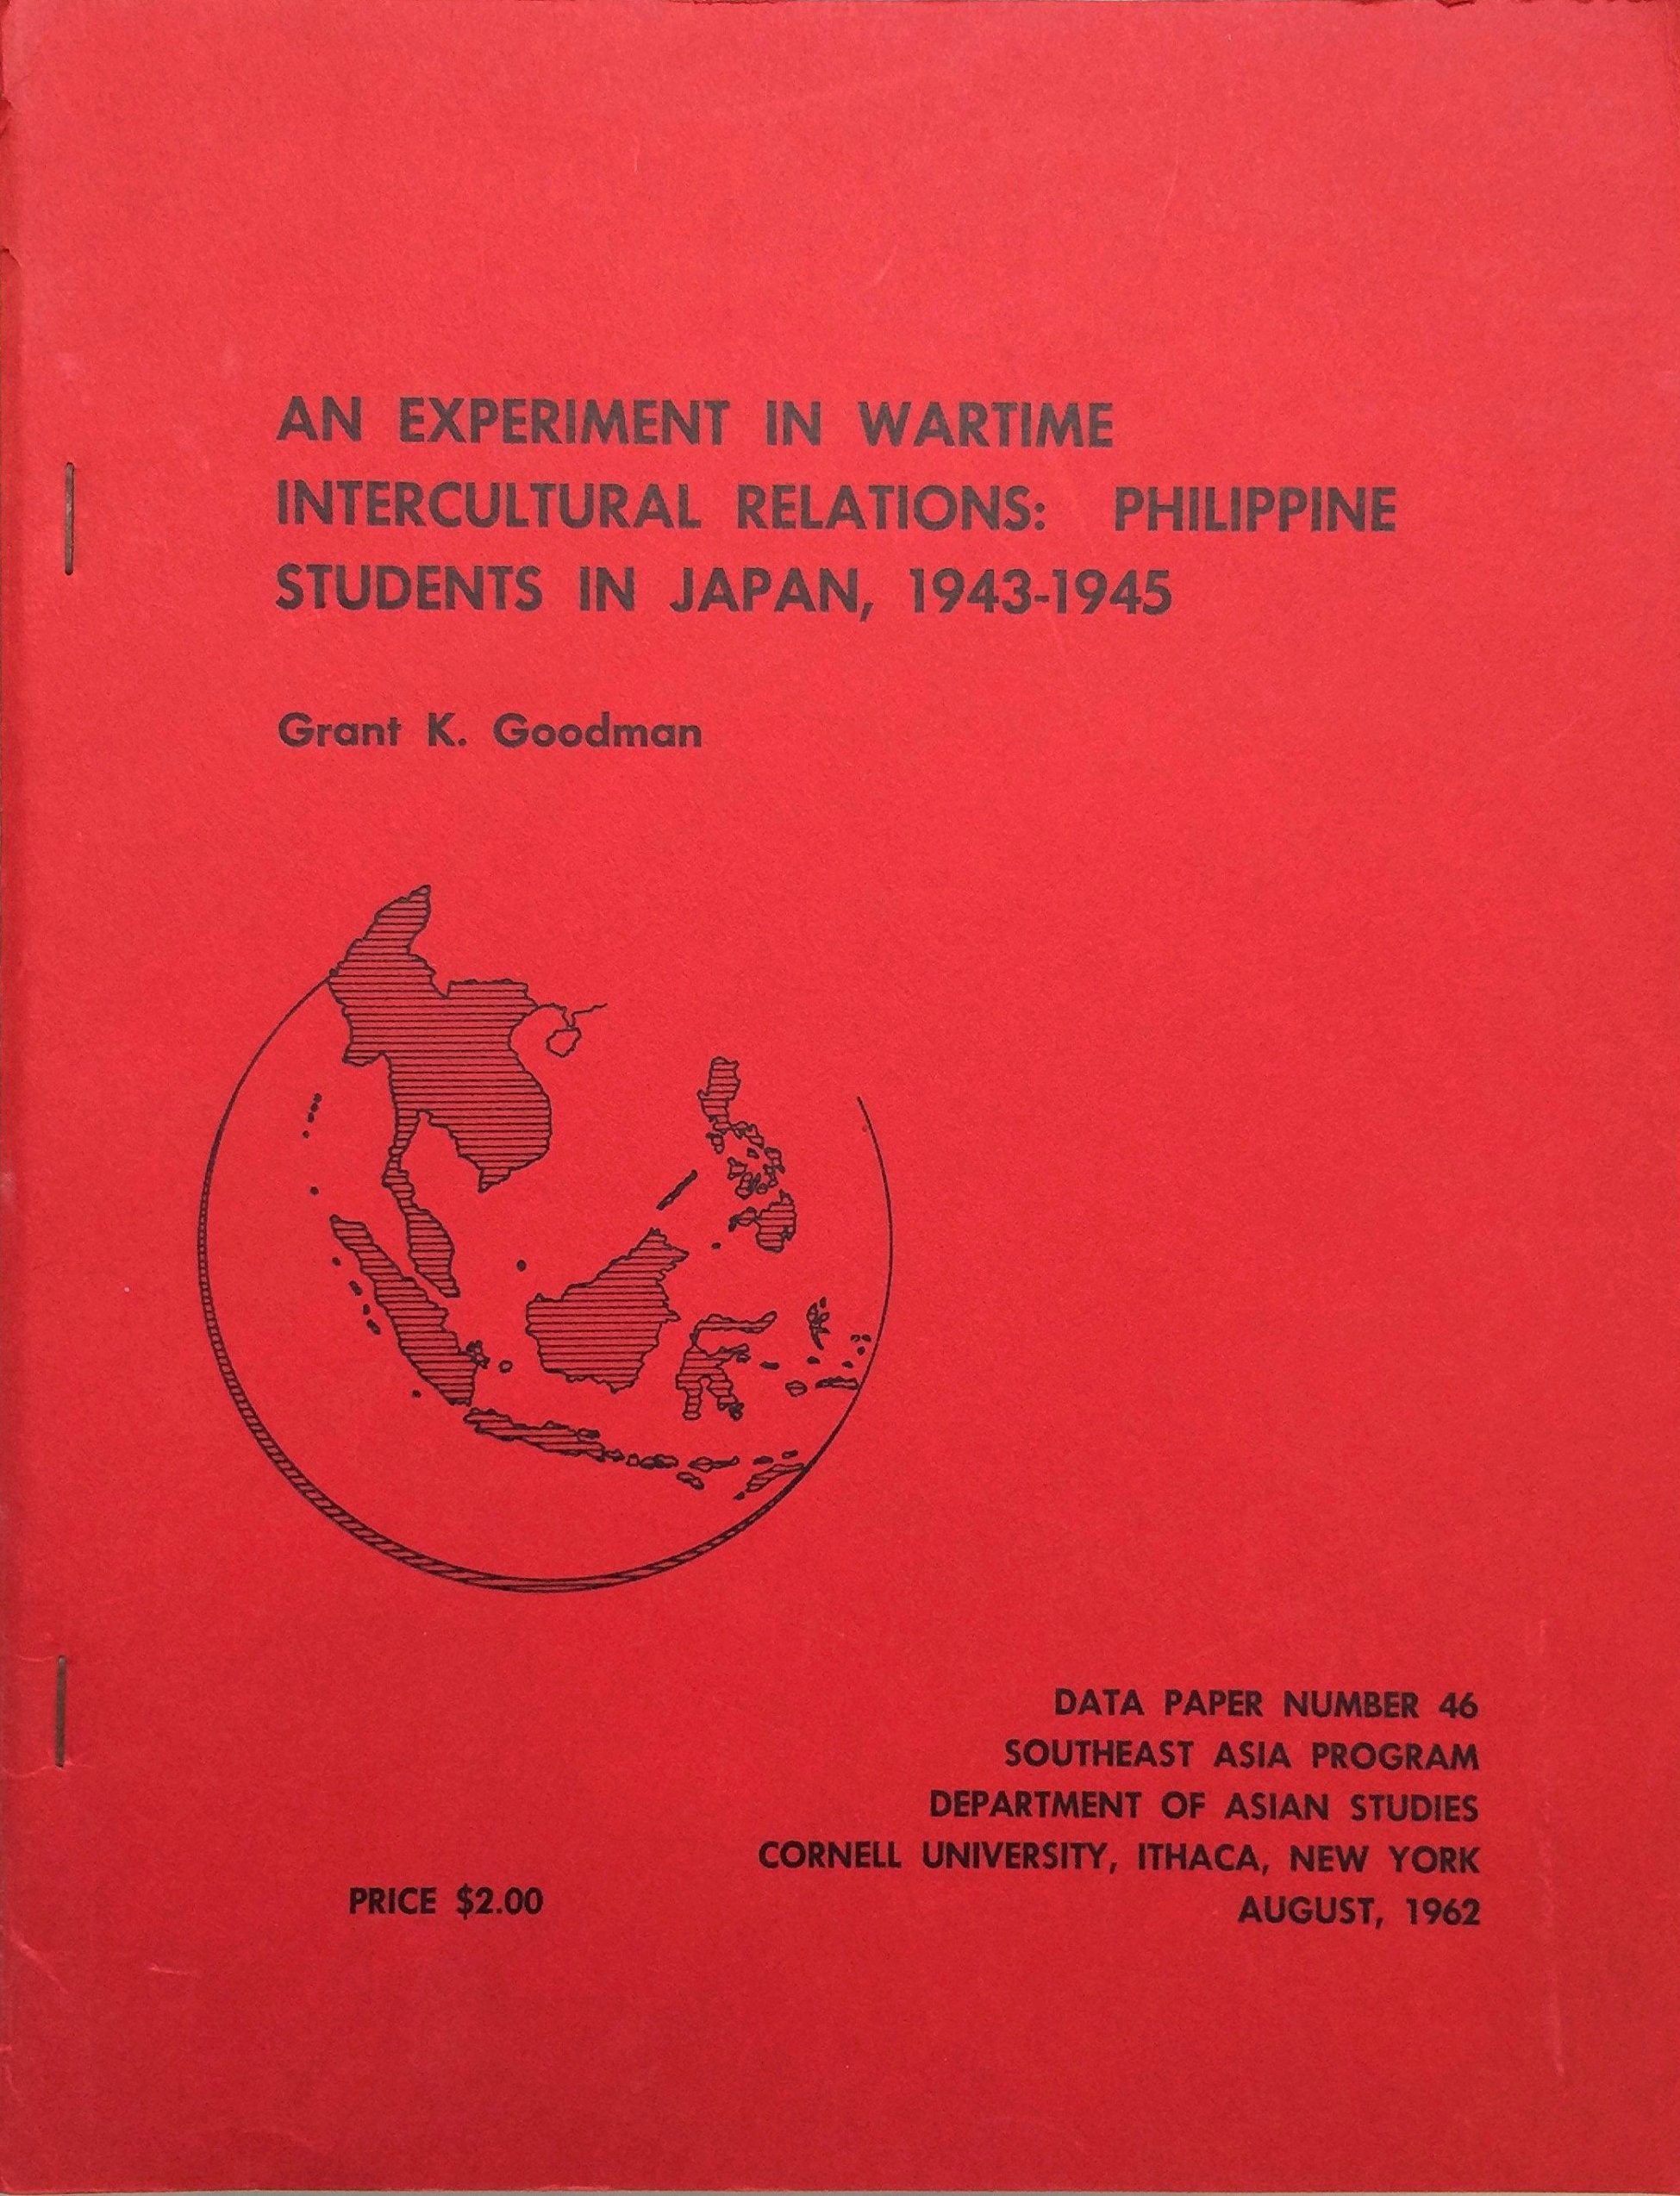 AN EXPERIMENT IN WARTIME
INTERCULTURAL RELATIONS: PHILIPPINE
STUDENTS IN JAPAN, 1943-1945
Grant K. Goodman
DATA PAPER NUMBER 46
SOUTHEAST ASIA PROGRAM
DEPARTMENT OF ASIAN STUDIES
CORNELL UNIVERSITY, ITHACA, NEW YORK
AUGUST, 1962
PRICE $2.00